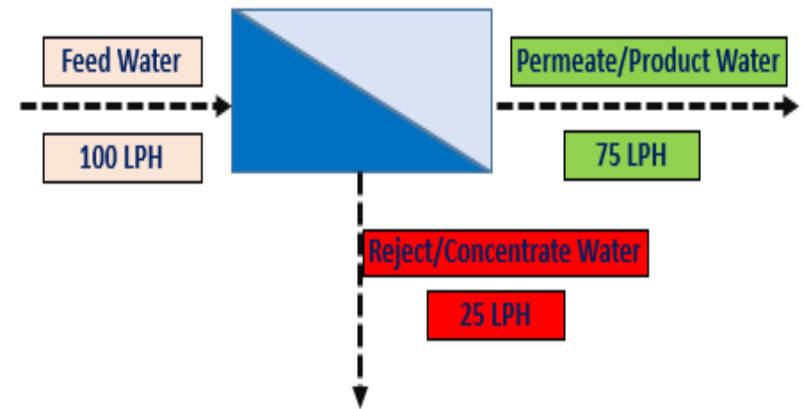 Feed Water
Permeate/Product Water
100 LPH
75 LPH
Reject/Concentrate Water
25 LPH